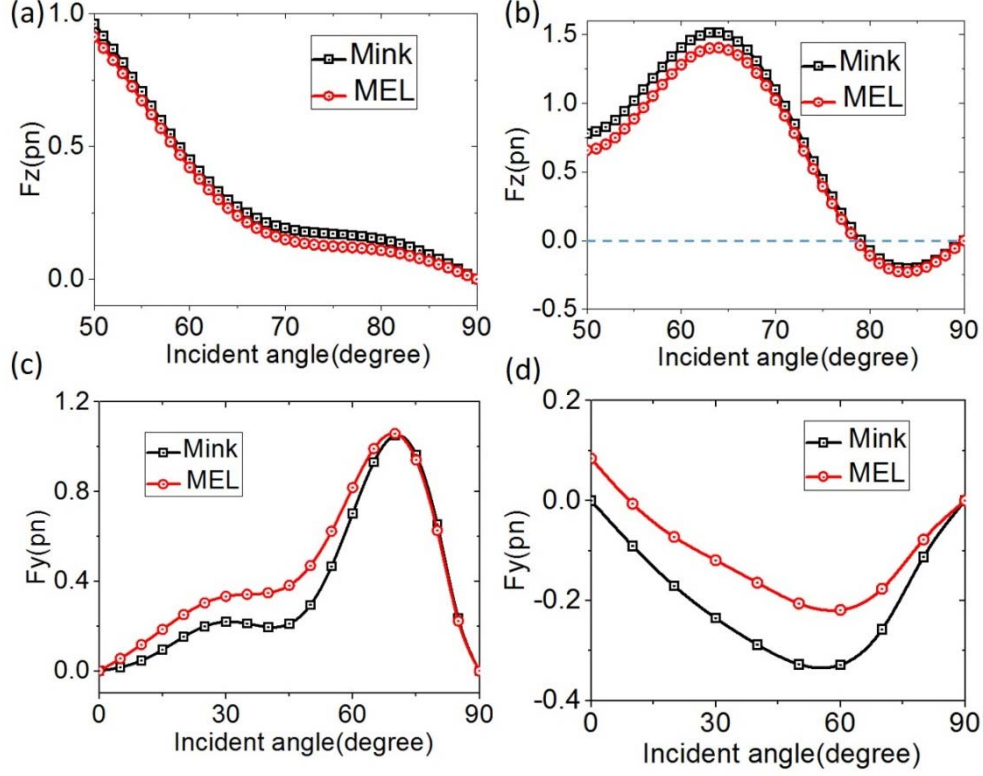 (a)
1.0
0.5
0.0
Fz(pn)
Mink
MEL
50 60 70 80 90
Incident angle(degree)
(b)
1.5
1.0
0.5
0.0
-0.5
Fz(pn)
Mink
MEL
50 60 70 80 90
Incident angle(degree)
(c)
1.2
0.8
0.4
0.0
Fy(pn)
Mink
MEL
0 30 60 90
Incident angle(degree)
(d)
0.2
0.0
-0.2
-0.4
Fy(pn)
Mink
MEL
0 30 60 90
Incident angle(degree)